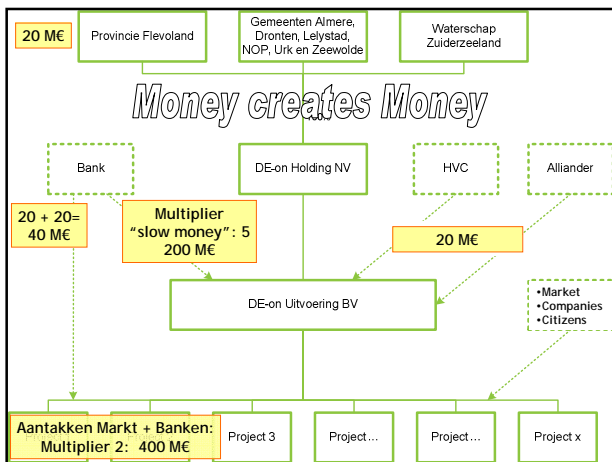 20 M€
Provincie Flevoland
Gemeenten Almere,
Dronten, Lelystad,
NOP, Urk en Zeewolde
Waterschap
Zuiderzeeland
Money creates Money
Bank
DE-on Holding NV
HVC
Alliander
20 + 20=
40 M€
Multiplier
“slow money”: 5
200 M€
20 M€
DE-on Uitvoering BV
•Market
•Companies
•Citizens
Aantakken Markt + Banken:
Multiplier 2: 400 M€
Project 3
Project ...
Project ...
Project x